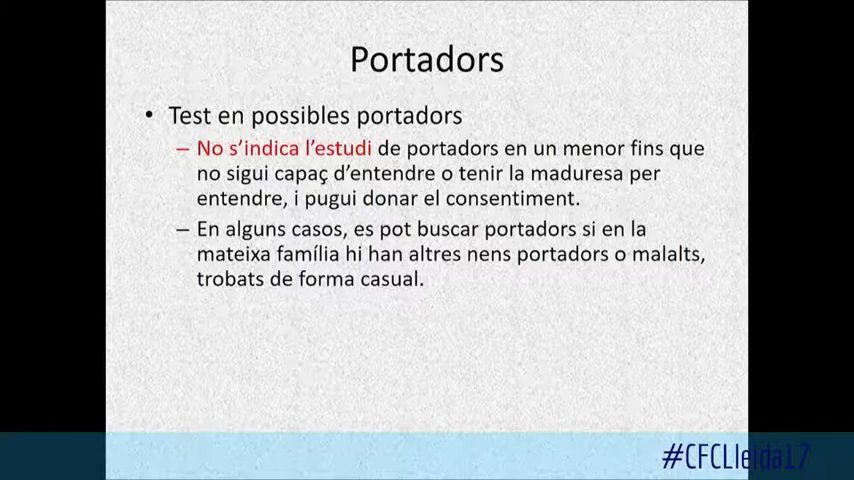 Portadors
• Test en possibles portadors
– No s'indica l'estudi de portadors en un menor fins que
no sigui capaç d'entendre o tenir la maduresa per
entendre, i pugui donar el consentiment.
– En alguns casos, es pot buscar portadors si en la
mateixa família hi han altres nens portadors o malalts,
trobats de forma casual.
#CFCLleida17